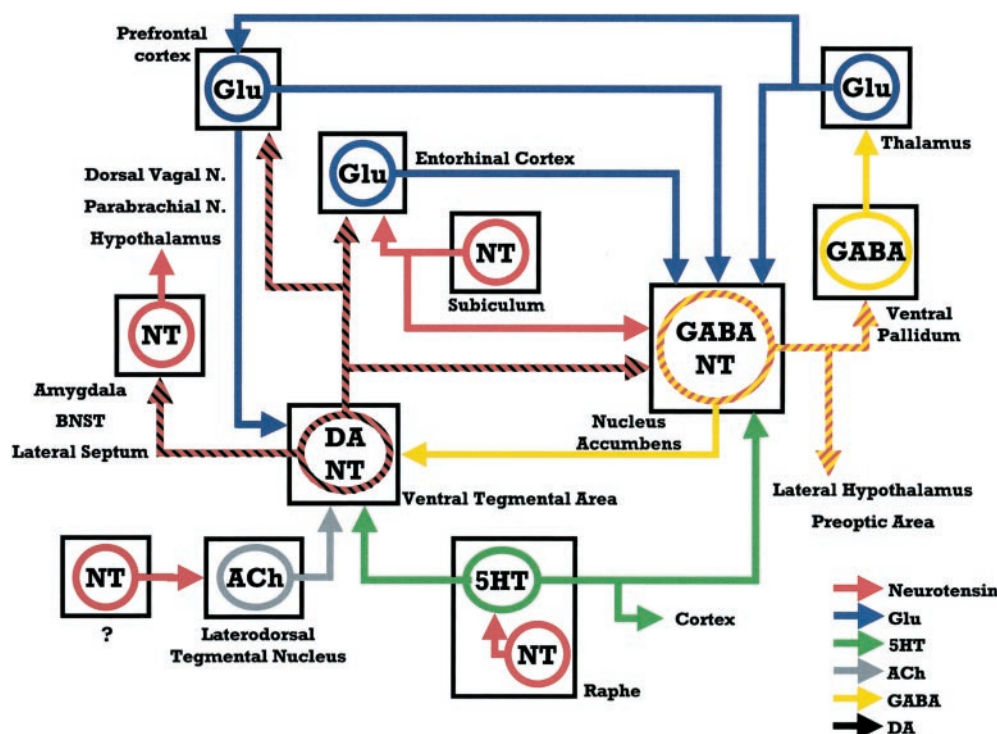 Prefrontal
cortex
Glu
Glu
Thalamus
Glu
Entorhinal Cortex
Dorsal Vagal N.
Parabrachial N.
Hypothalamus
NT
Subiculum
GABA
Ventral
Pallidum
NT
GABA
NT
Amygdala
BNST
Lateral Septum
Nucleus
Accumbens
DA
NT
Ventral Tegmental Area
Lateral Hypothalamus
Preoptic Area
NT
?
ACh
Laterodorsal
Tegmental Nucleus
5HT
NT
Raphe
Cortex
Neurotensin
Glu
5HT
ACh
GABA
DA